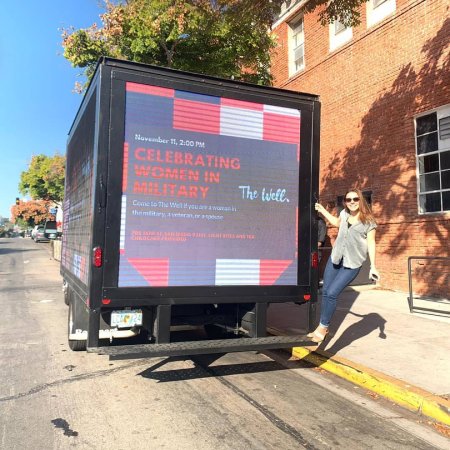 November 11, 2:00 PM
CELEBRATING
WOMEN IN
MILITARY
The Well.
Come to The Well if you are a woman in
the military, a veteran, or a spouse